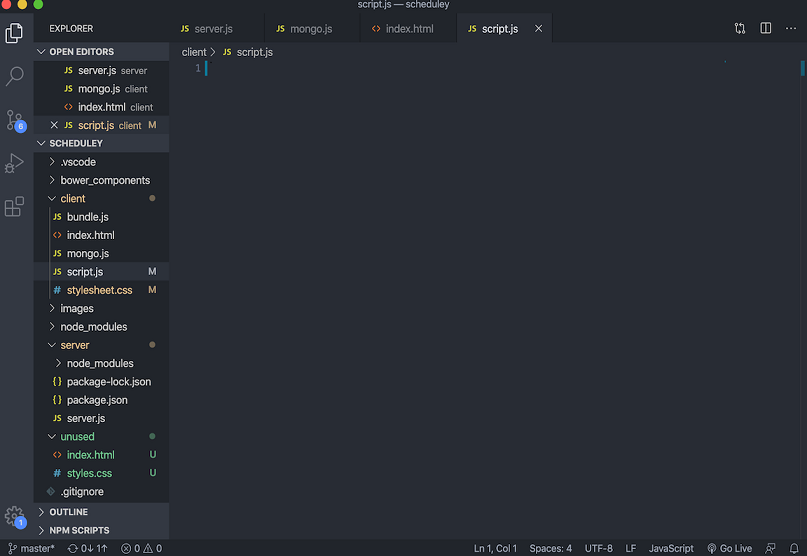 script.js — scheduley
EXPLORER
JS server.js
JS mongo.js
<> index.html
JS script.js
OPEN EDITORS
JS server.js server
JS mongo.js client
<> index.html client
JS script.js client M
6
SCHEDULEY
.vscode
bower_components
client
JS bundle.js
<> index.html
JS mongo.js
JS script.js M
# stylesheet.css M
images
node_modules
server
node_modules
{} package-lock.json
{} package.json
JS server.js
unused
<> index.html U
# styles.css U
.gitignore
OUTLINE
NPM SCRIPTS
1
client > JS script.js
1
master* 0↓ 1↑ 0 0
Ln 1, Col 1 Spaces: 4 UTF-8 LF JavaScript Go Live